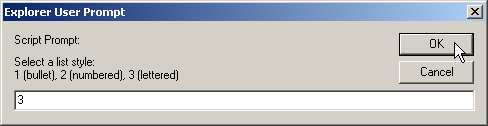 Explorer User Prompt
Script Prompt:
OK
Select a list style:
1 (bullet), 2 (numbered), 3 (lettered)
Cancel
3